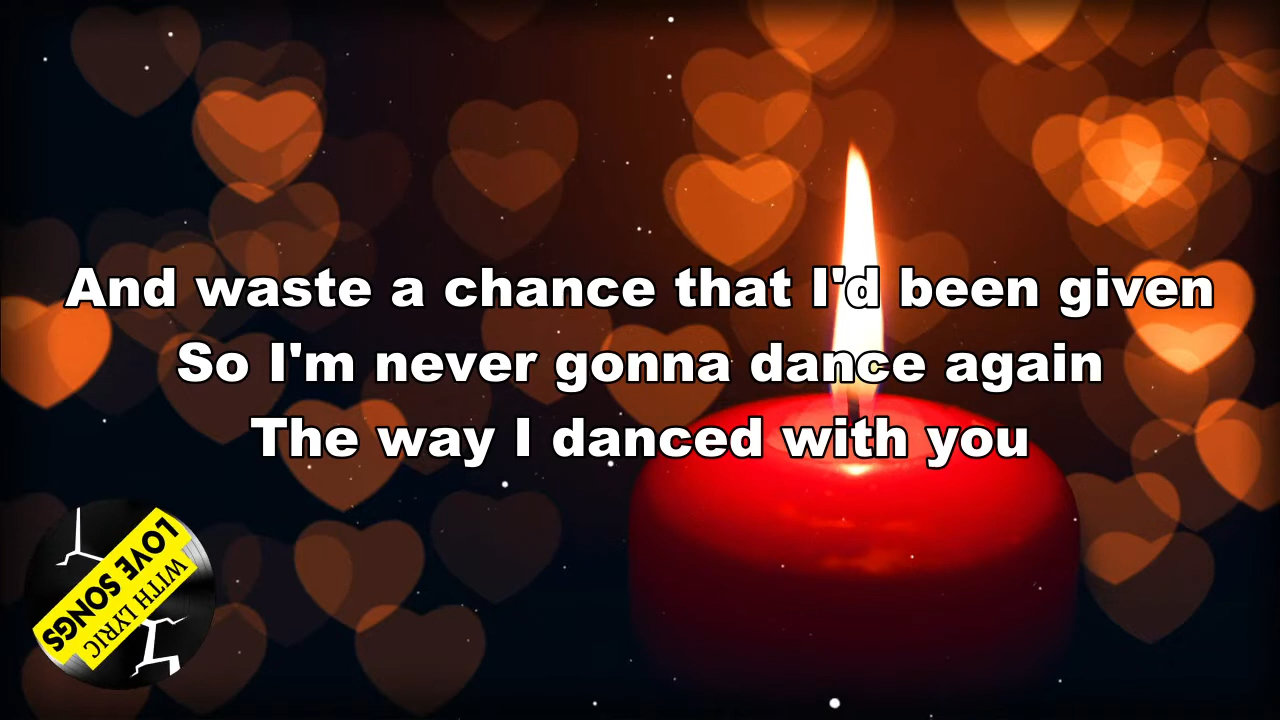 And waste a chance that I'd been given
So I'm never gonna dance again
The way I danced with you
LOVE SONGS
WITH LYRIC